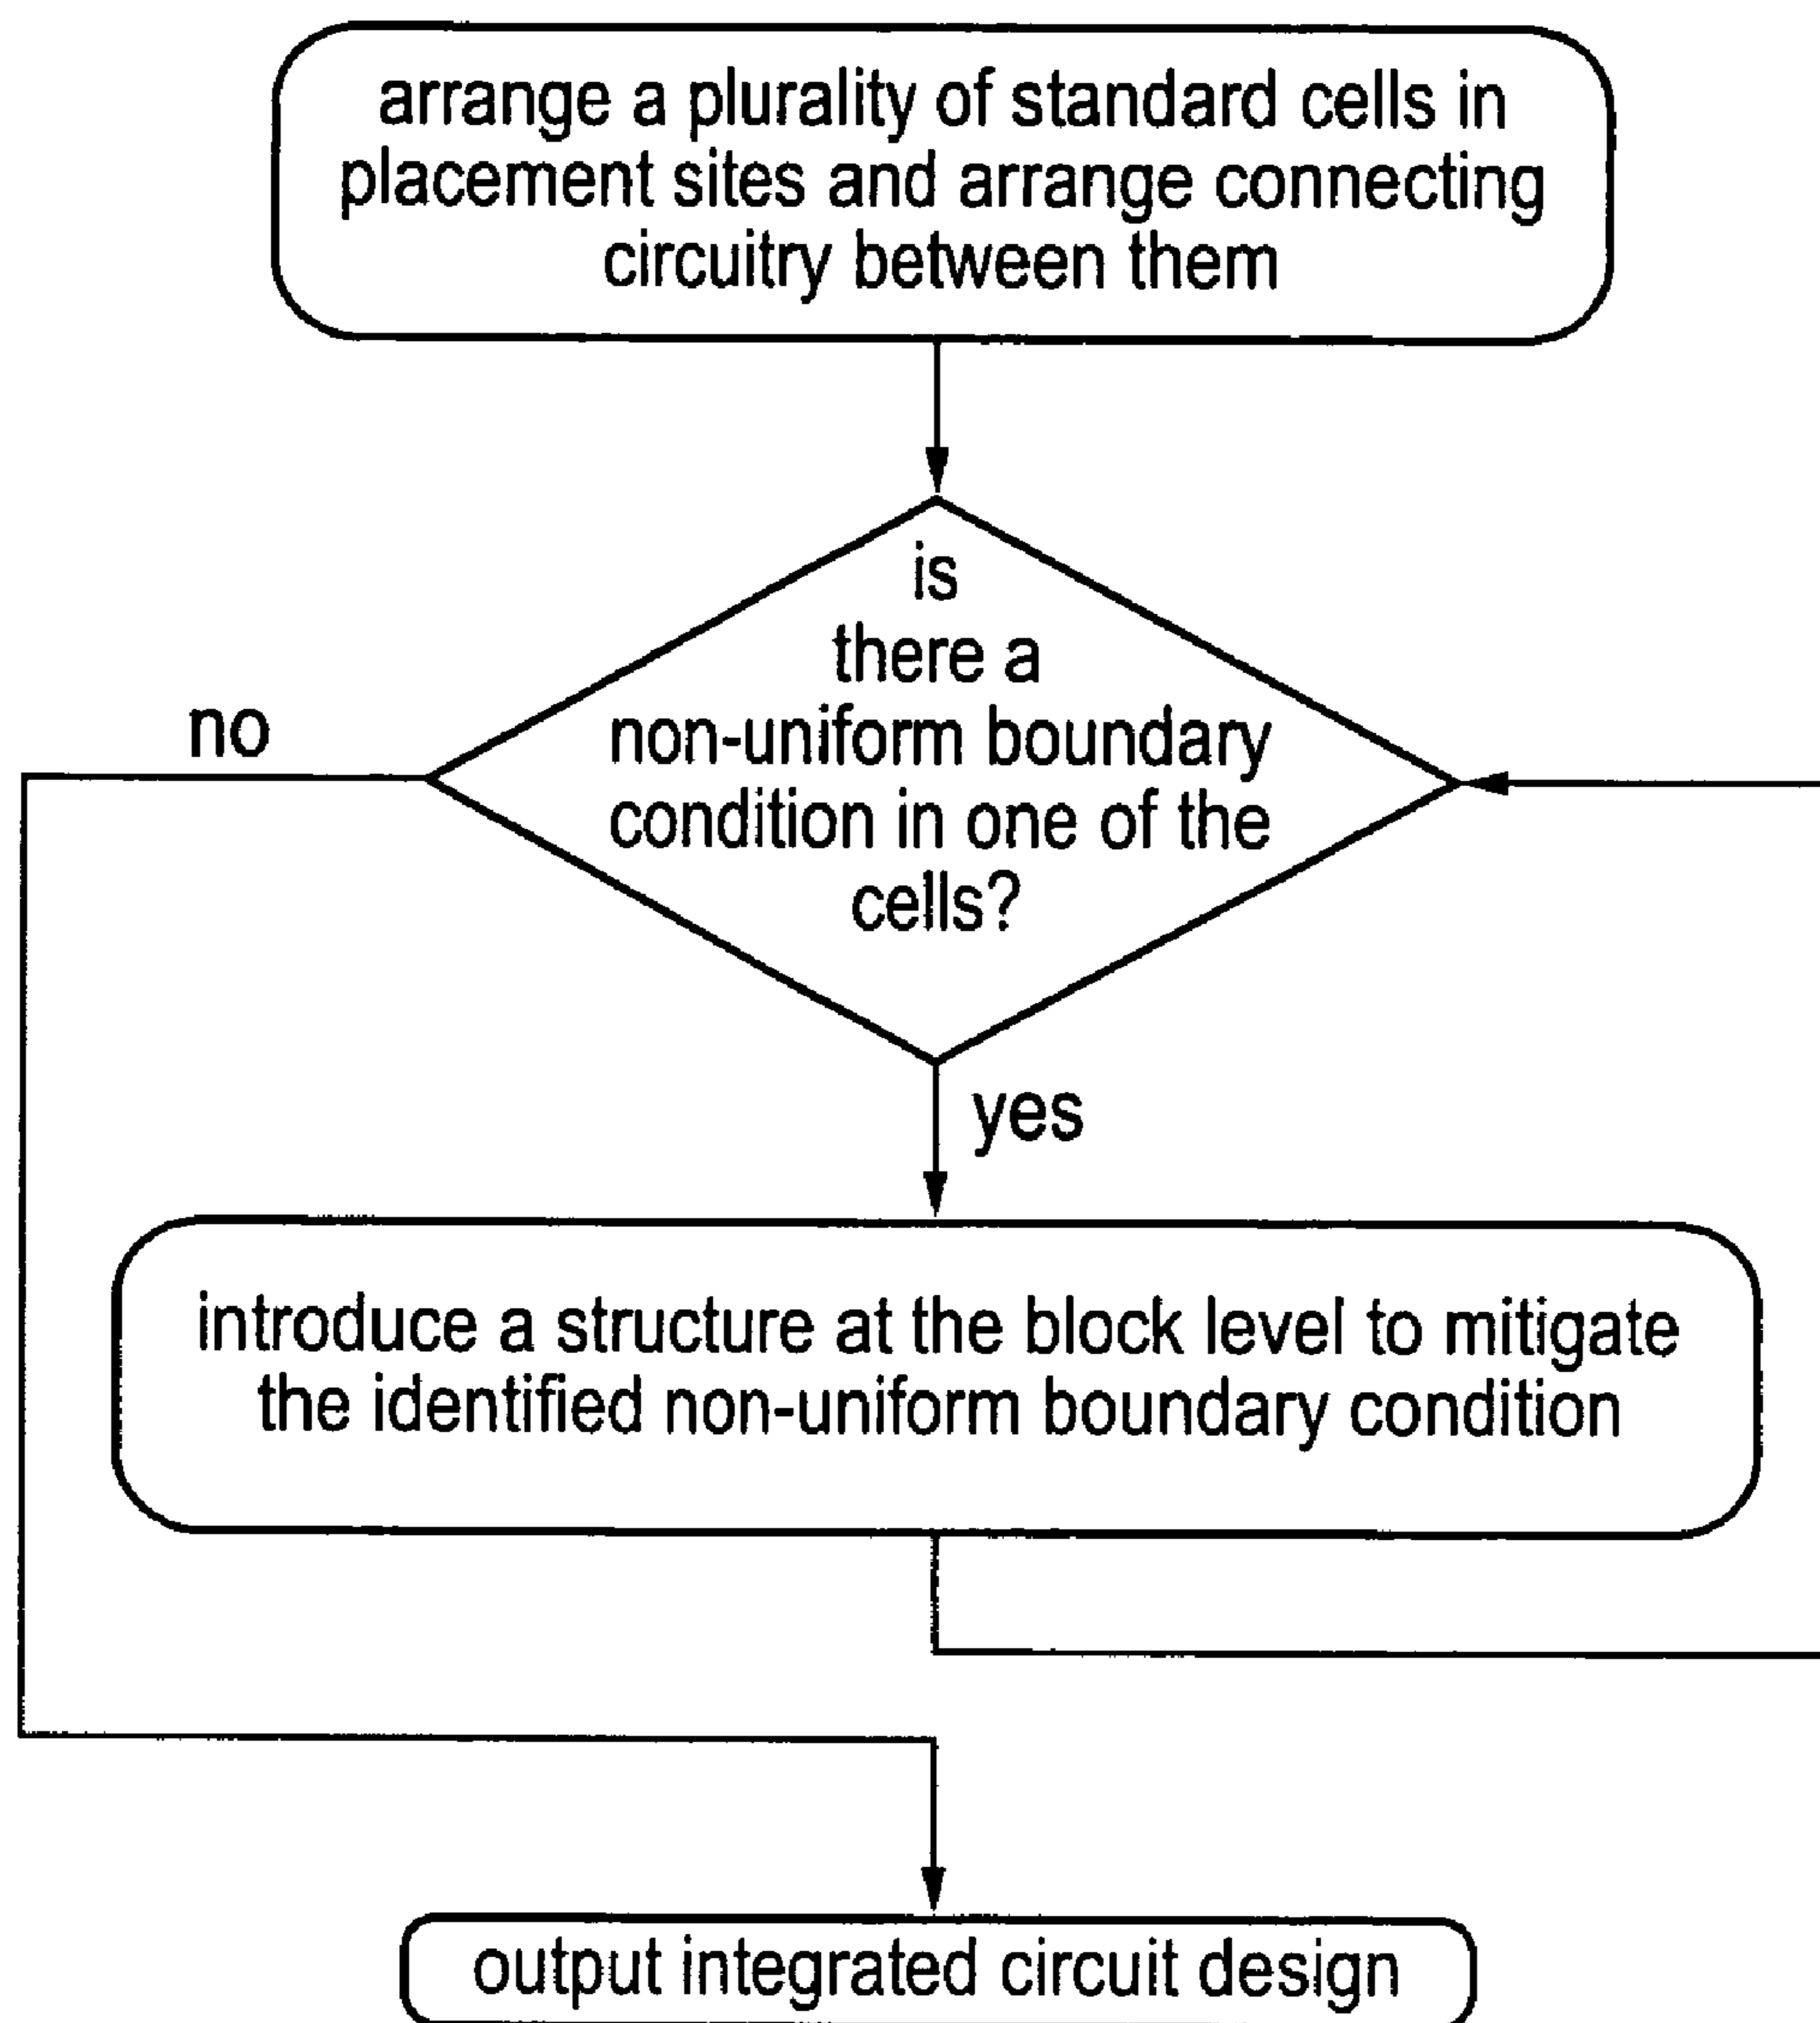 arrange a plurality of standard cells in
placement sites and arrange connecting
circuitry between them
is
there a
non-uniform boundary
condition in one of the
cells?
no
yes
introduce a structure at the block level to mitigate
the identified non-uniform boundary condition
output integrated circuit design